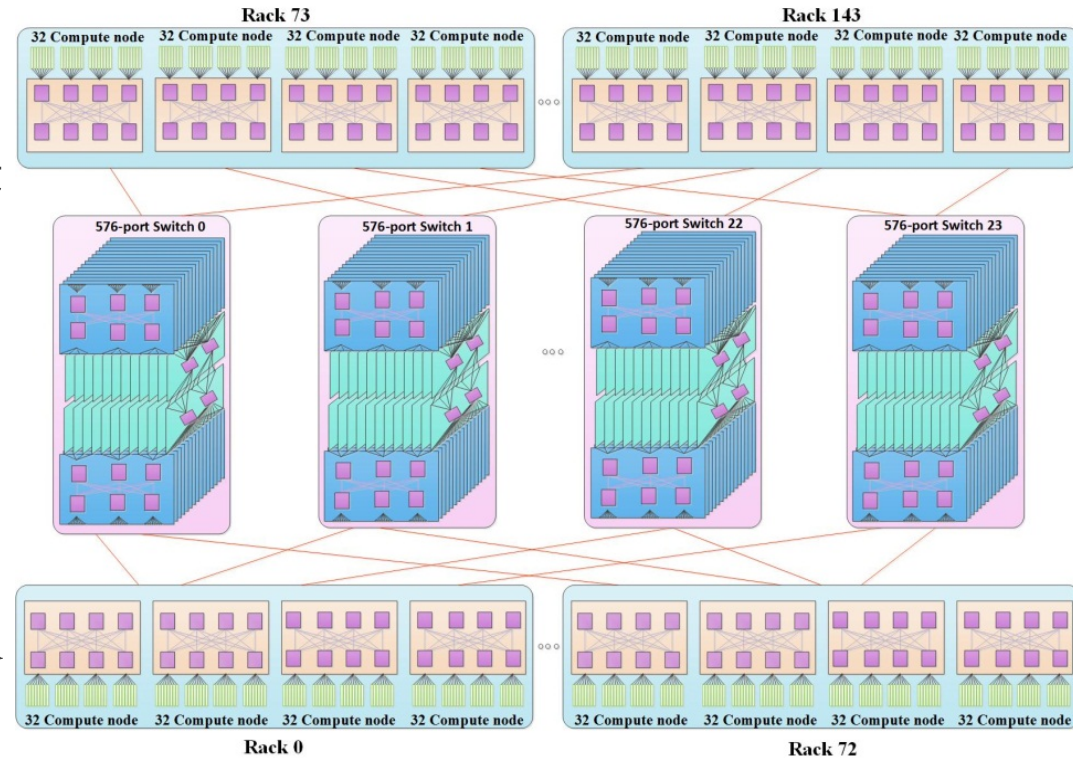 Rack 73
Rack 143
32 Compute node 32 Compute node 32 Compute node 32 Compute node
32 Compute node 32 Compute node 32 Compute node 32 Compute node
576-port Switch 0
576-port Switch 1
576-port Switch 22
576-port Switch 23
32 Compute node 32 Compute node 32 Compute node 32 Compute node
32 Compute node 32 Compute node 32 Compute node 32 Compute node
Rack 0
Rack 72